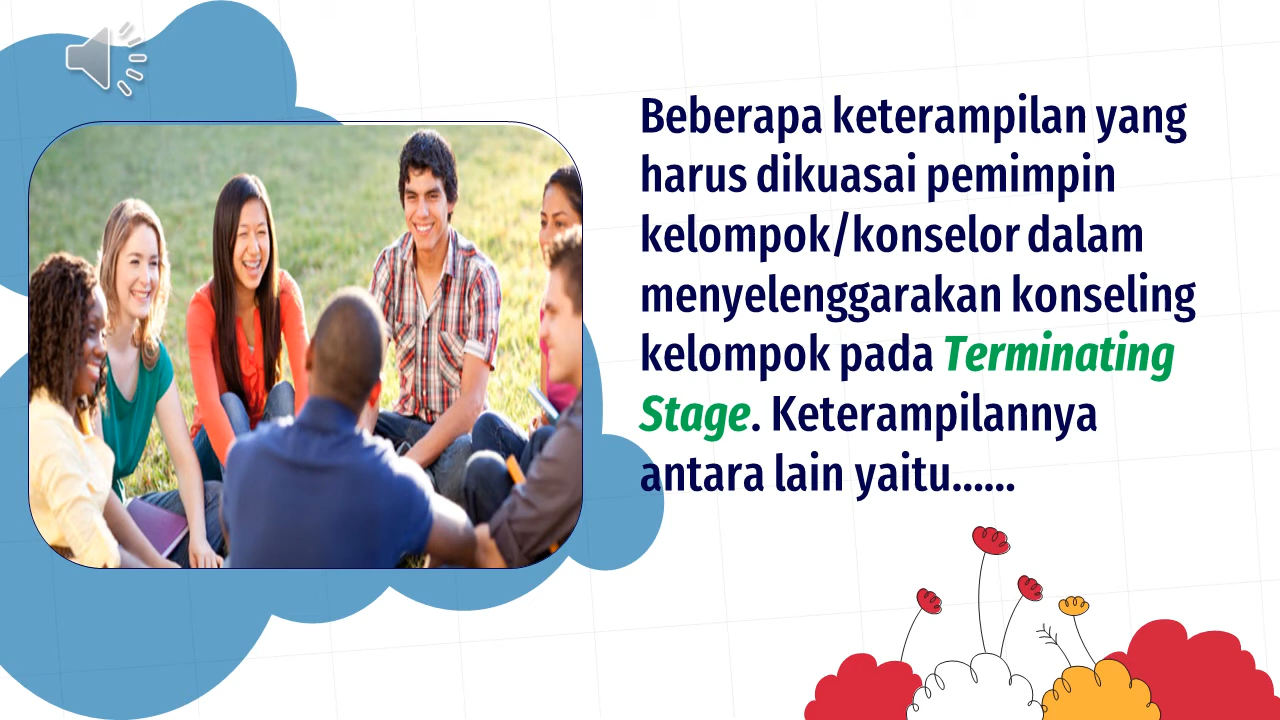 Beberapa keterampilan yang
harus dikuasai pemimpin
kelompok/konselor dalam
menyelenggarakan konseling
kelompok pada Terminating
Stage. Keterampilannya
antara lain yaitu......